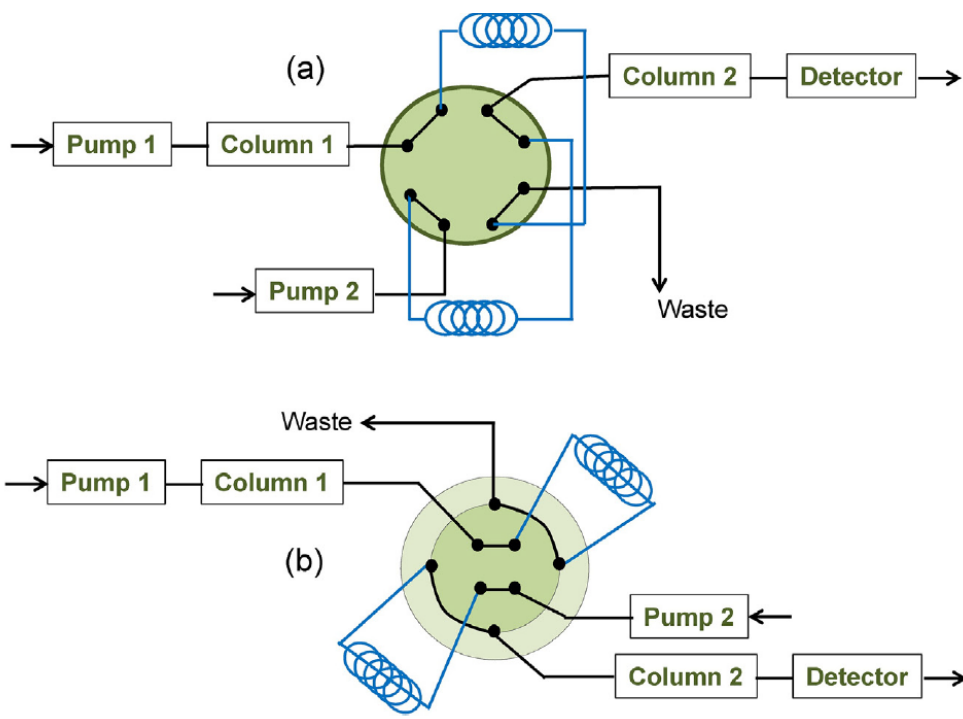 (a)
Column 2
Detector
Pump 1
Column 1
Pump 2
Waste
Waste
Pump 1
Column 1
(b)
Pump 2
Column 2
Detector